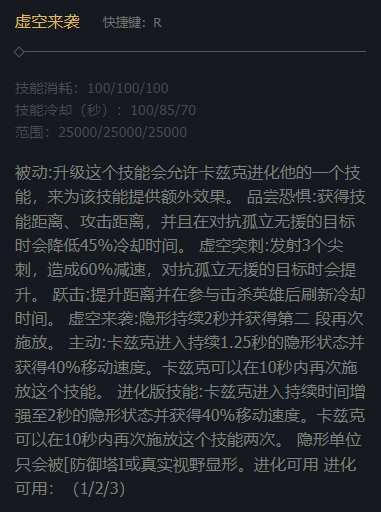 虚空来袭 快捷键：R
技能消耗：100/100/100
技能冷却（秒）：100/85/70
范围：25000/25000/25000
被动:升级这个技能会允许卡兹克进化他的一个技
能，来为该技能提供额外效果。 品尝恐惧:获得技
能距离、攻击距离，并且在对抗孤立无援的目标
时会降低45%冷却时间。 虚空突刺:发射3个尖
刺，造成60%减速，对抗孤立无援的目标时会提
升。 跃击:提升距离并在参与击杀英雄后刷新冷却
时间。 虚空来袭:隐形持续2秒并获得第二 段再次
施放。 主动:卡兹克进入持续1.25秒的隐形状态并
获得40%移动速度。卡兹克可以在10秒内再次施
放这个技能。 进化版技能:卡兹克进入持续时间增
强至2秒的隐形状态并获得40%移动速度。卡兹克
可以在10秒内再次施放这个技能两次。 隐形单位
只会被[防御塔I或真实视野显形。进化可用 进化
可用：（1/2/3）